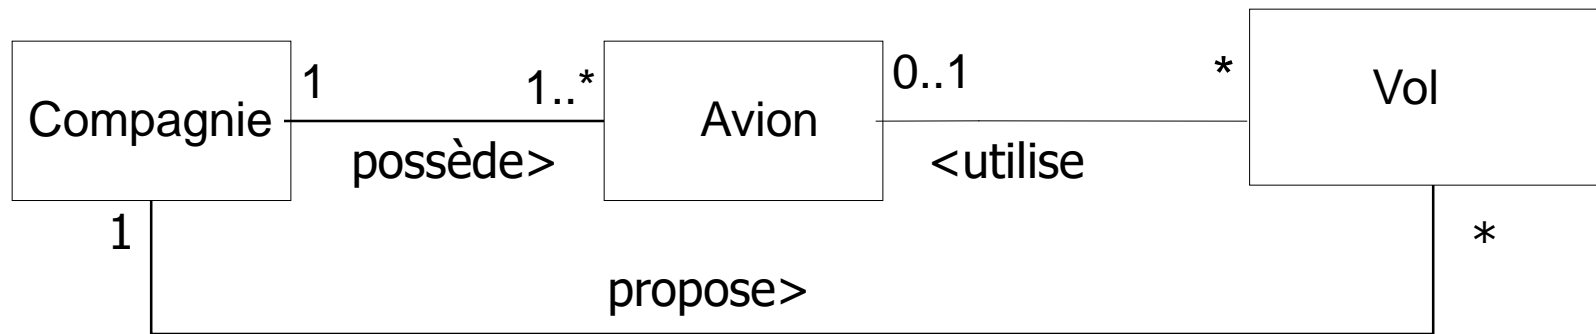 Compagnie
1
1..*
possède>
Avion
0..1
*
<utilise
Vol
1
*
propose>